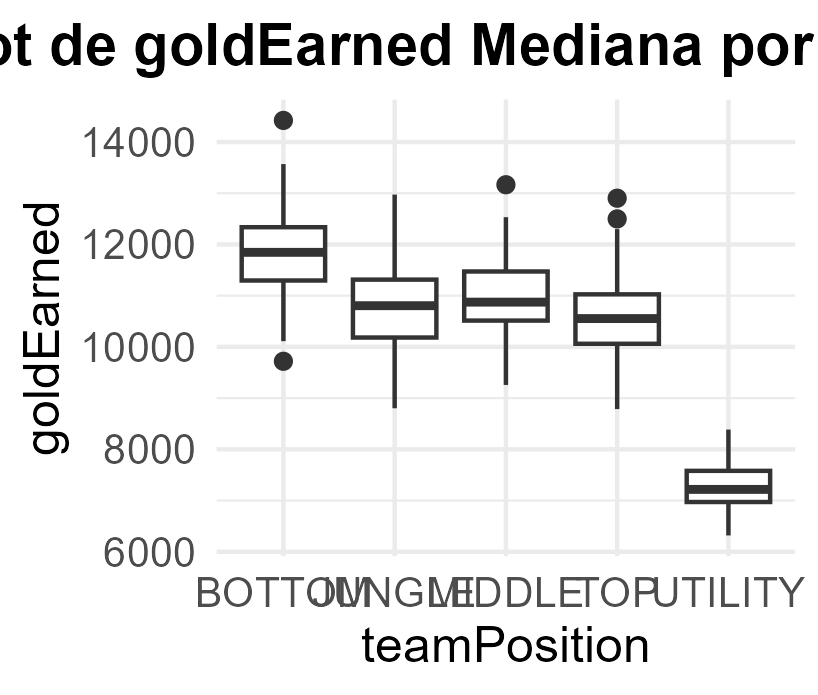 ot de goldEarned Mediana por
14000
12000
10000
8000
6000
goldEarned
BOTTOM JUNGLE MIDDLE TOP UTILITY
teamPosition